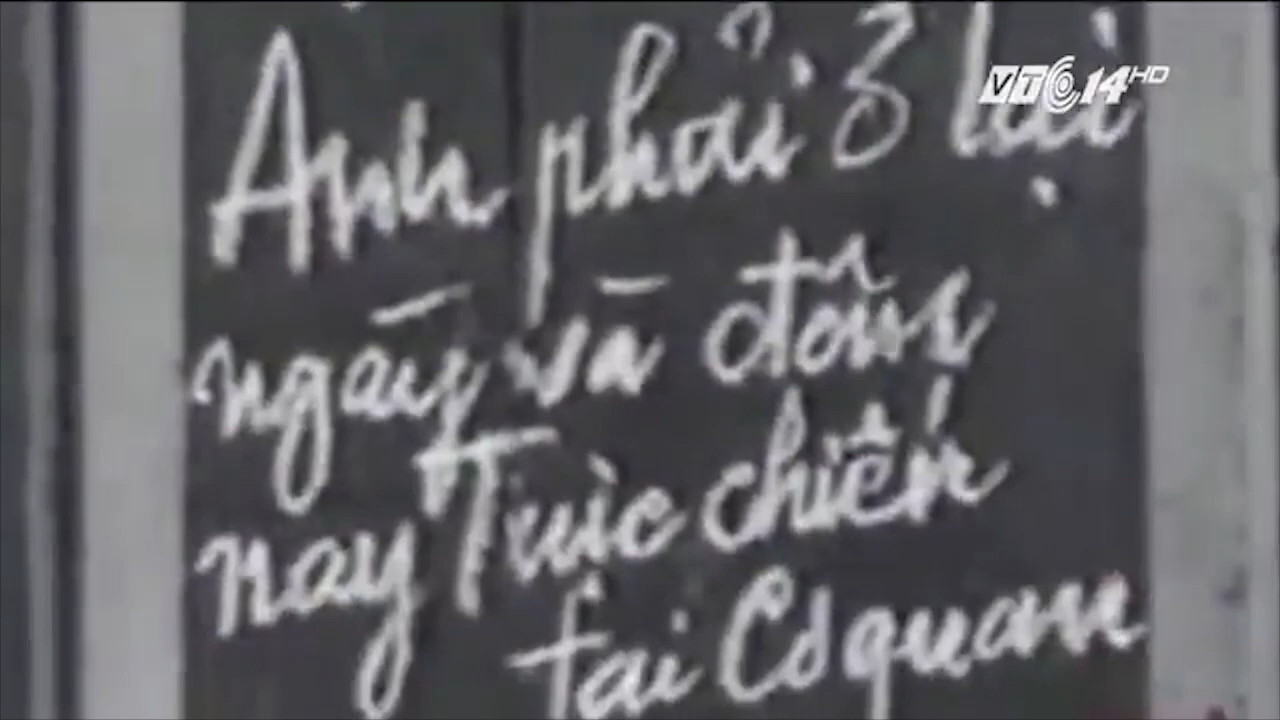 VTC14 HD
Anh phải ở lại
ngày và đêm
nay Trực chiến
tại Cơ quan